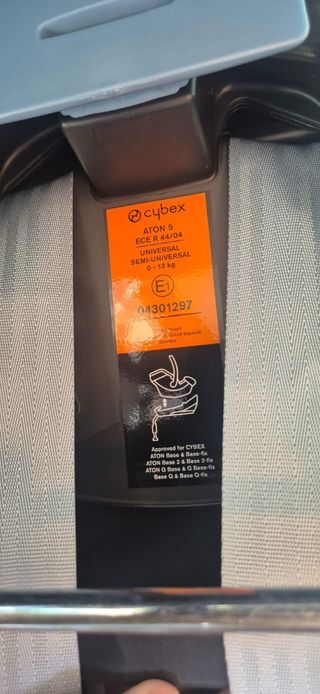 cybex
ATON 5
ECE R 44/04
UNIVERSAL
SEMI-UNIVERSAL
0 - 13 kg
E1
04301297
Germany
Approved for CYBEX
ATON Base & Base-fix
ATON Base 2 & Base 2-fix
ATON Q Base & Q Base-fix
Base Q & Base Q-fix